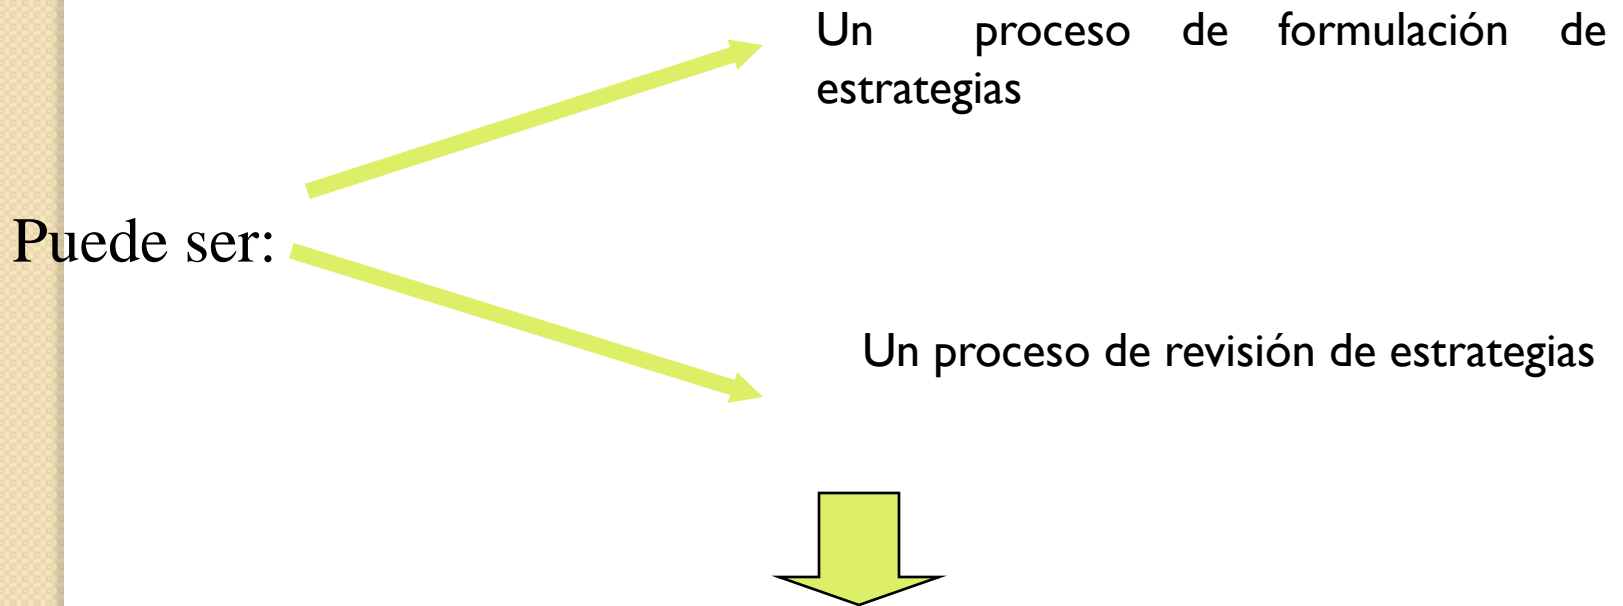 Un proceso de formulación de
estrategias
Puede ser:
Un proceso de revisión de estrategias